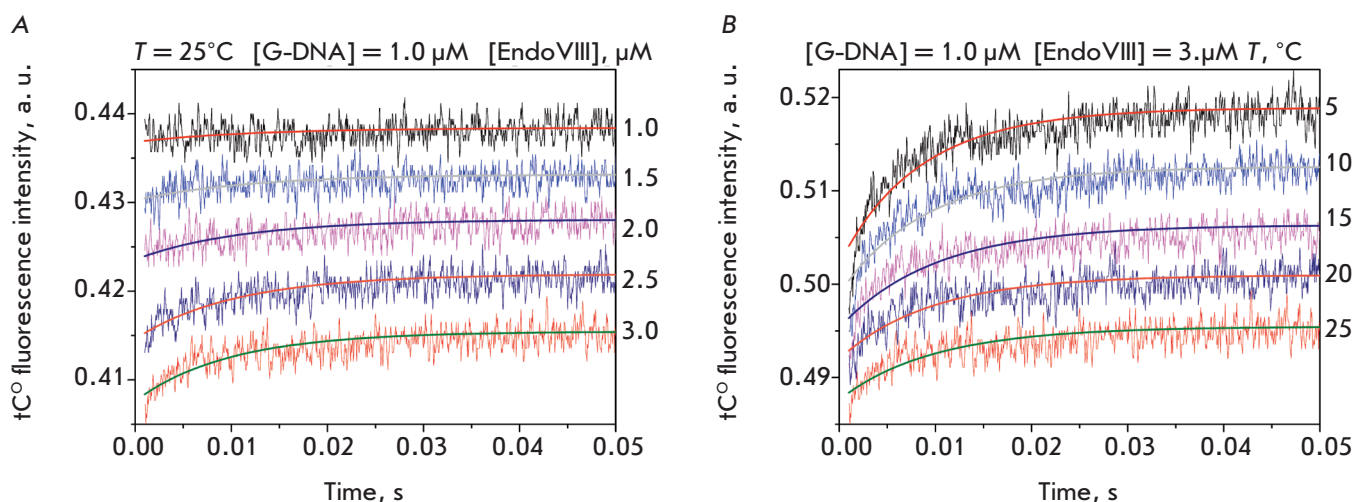 A
T = 25°C [G-DNA] = 1.0 μM [EndoVIII], μM
tCᴼ fluorescence intensity, a. u.
0.44
0.43
0.42
0.41
1.0
1.5
2.0
2.5
3.0
0.00 0.01 0.02 0.03 0.04 0.05
Time, s
B
[G-DNA] = 1.0 μM [EndoVIII] = 3.μM T, °C
tCᴼ fluorescence intensity, a. u.
0.52
0.51
0.50
0.49
5
10
15
20
25
0.00 0.01 0.02 0.03 0.04 0.05
Time, s